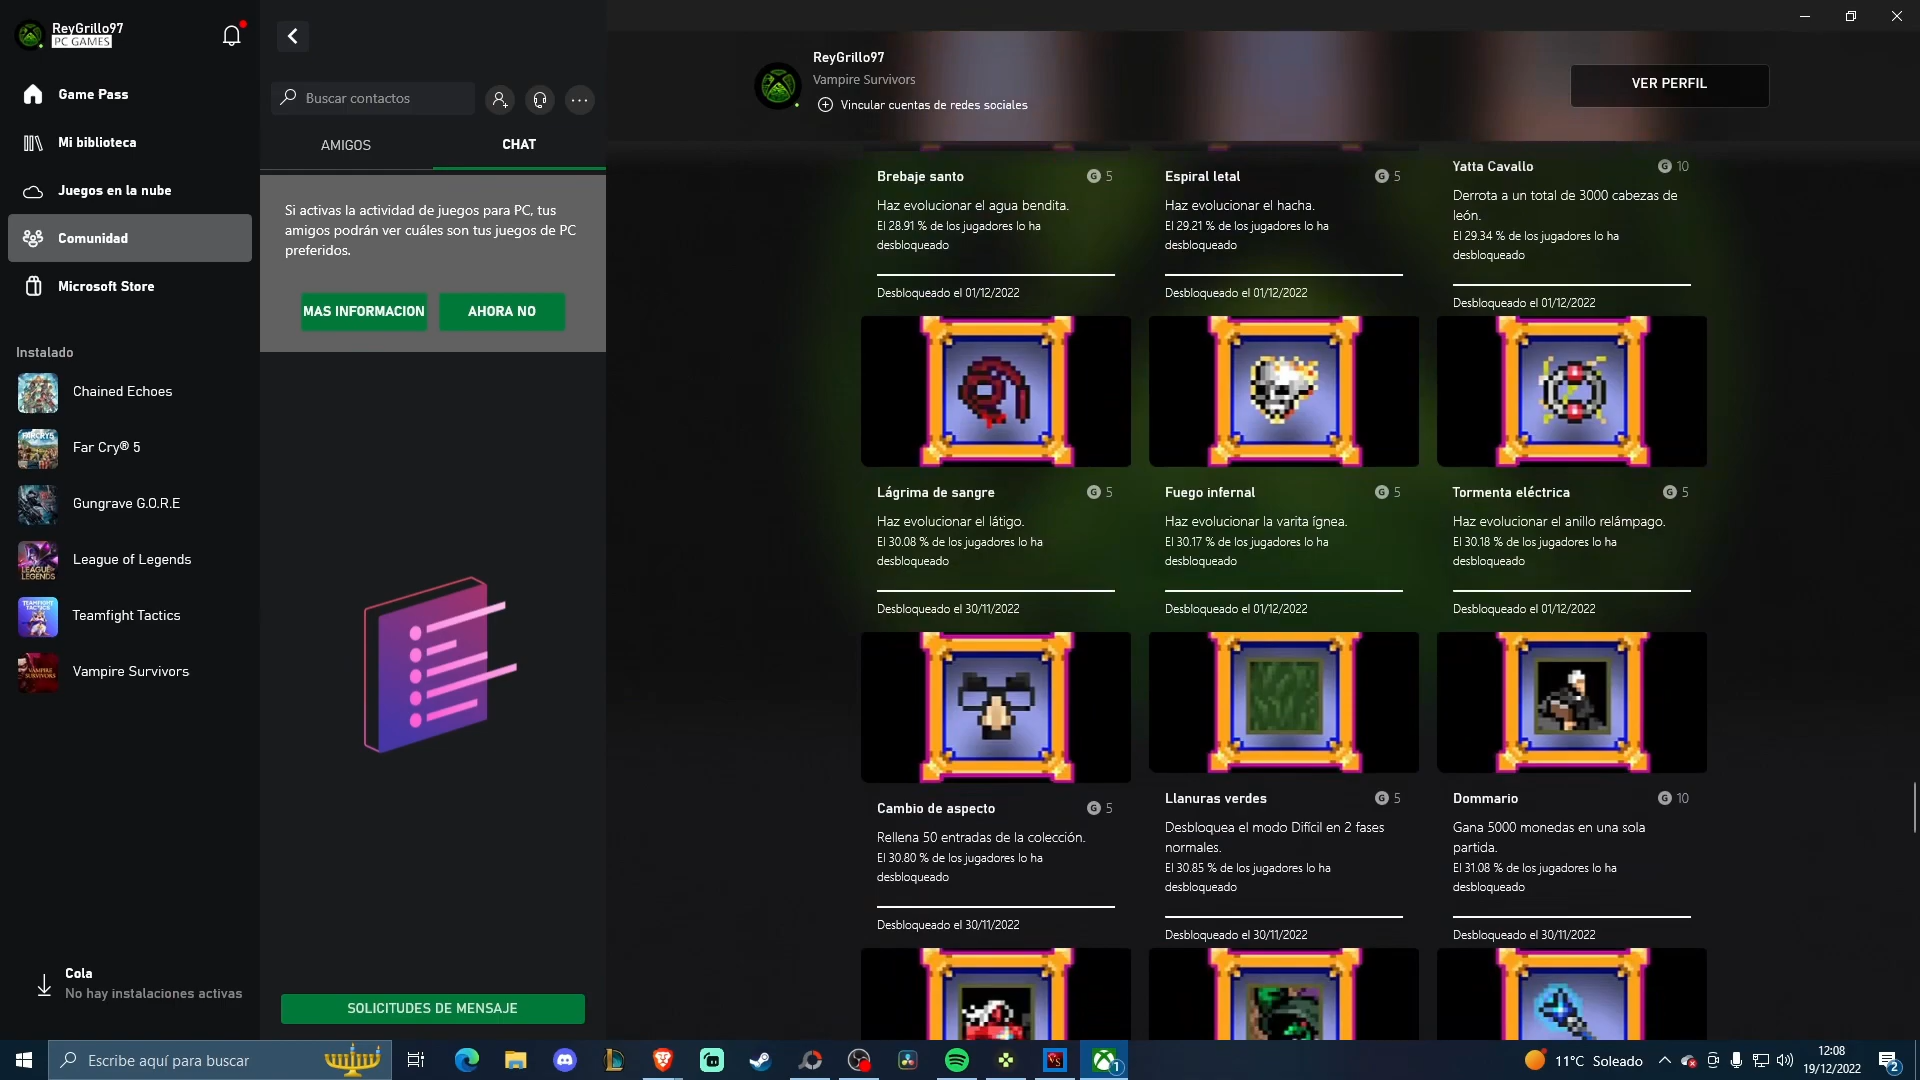 ReyGrillo97
PC GAMES
Game Pass
Mi biblioteca
Juegos en la nube
Comunidad
Microsoft Store
Instalado
Chained Echoes
Far Cry® 5
Gungrave G.O.R.E
League of Legends
Teamfight Tactics
Vampire Survivors
Cola
No hay instalaciones activas
Buscar contactos
AMIGOS
CHAT
Si activas la actividad de juegos para PC, tus
amigos podrán ver cuáles son tus juegos de PC
preferidos.
MAS INFORMACION
AHORA NO
SOLICITUDES DE MENSAJE
ReyGrillo97
Vampire Survivors
Vincular cuentas de redes sociales
VER PERFIL
Brebaje santo
G 5
Haz evolucionar el agua bendita.
El 28.91 % de los jugadores lo ha
desbloqueado
Desbloqueado el 01/12/2022
Espiral letal
G 5
Haz evolucionar el hacha.
El 29.21 % de los jugadores lo ha
desbloqueado
Desbloqueado el 01/12/2022
Yatta Cavallo
G 10
Derrota a un total de 3000 cabezas de
león.
El 29.34 % de los jugadores lo ha
desbloqueado
Desbloqueado el 01/12/2022
Lágrima de sangre
G 5
Haz evolucionar el látigo.
El 30.08 % de los jugadores lo ha
desbloqueado
Desbloqueado el 30/11/2022
Fuego infernal
G 5
Haz evolucionar la varita ígnea.
El 30.17 % de los jugadores lo ha
desbloqueado
Desbloqueado el 01/12/2022
Tormenta eléctrica
G 5
Haz evolucionar el anillo relámpago.
El 30.18 % de los jugadores lo ha
desbloqueado
Desbloqueado el 01/12/2022
Cambio de aspecto
G 5
Rellena 50 entradas de la colección.
El 30.80 % de los jugadores lo ha
desbloqueado
Desbloqueado el 30/11/2022
Llanuras verdes
G 5
Desbloquea el modo Difícil en 2 fases
normales.
El 30.85 % de los jugadores lo ha
desbloqueado
Desbloqueado el 30/11/2022
Dommario
G 10
Gana 5000 monedas en una sola
partida.
El 31.08 % de los jugadores lo ha
desbloqueado
Desbloqueado el 30/11/2022
Escribe aquí para buscar
1
11°C Soleado
12:08
19/12/2022
2